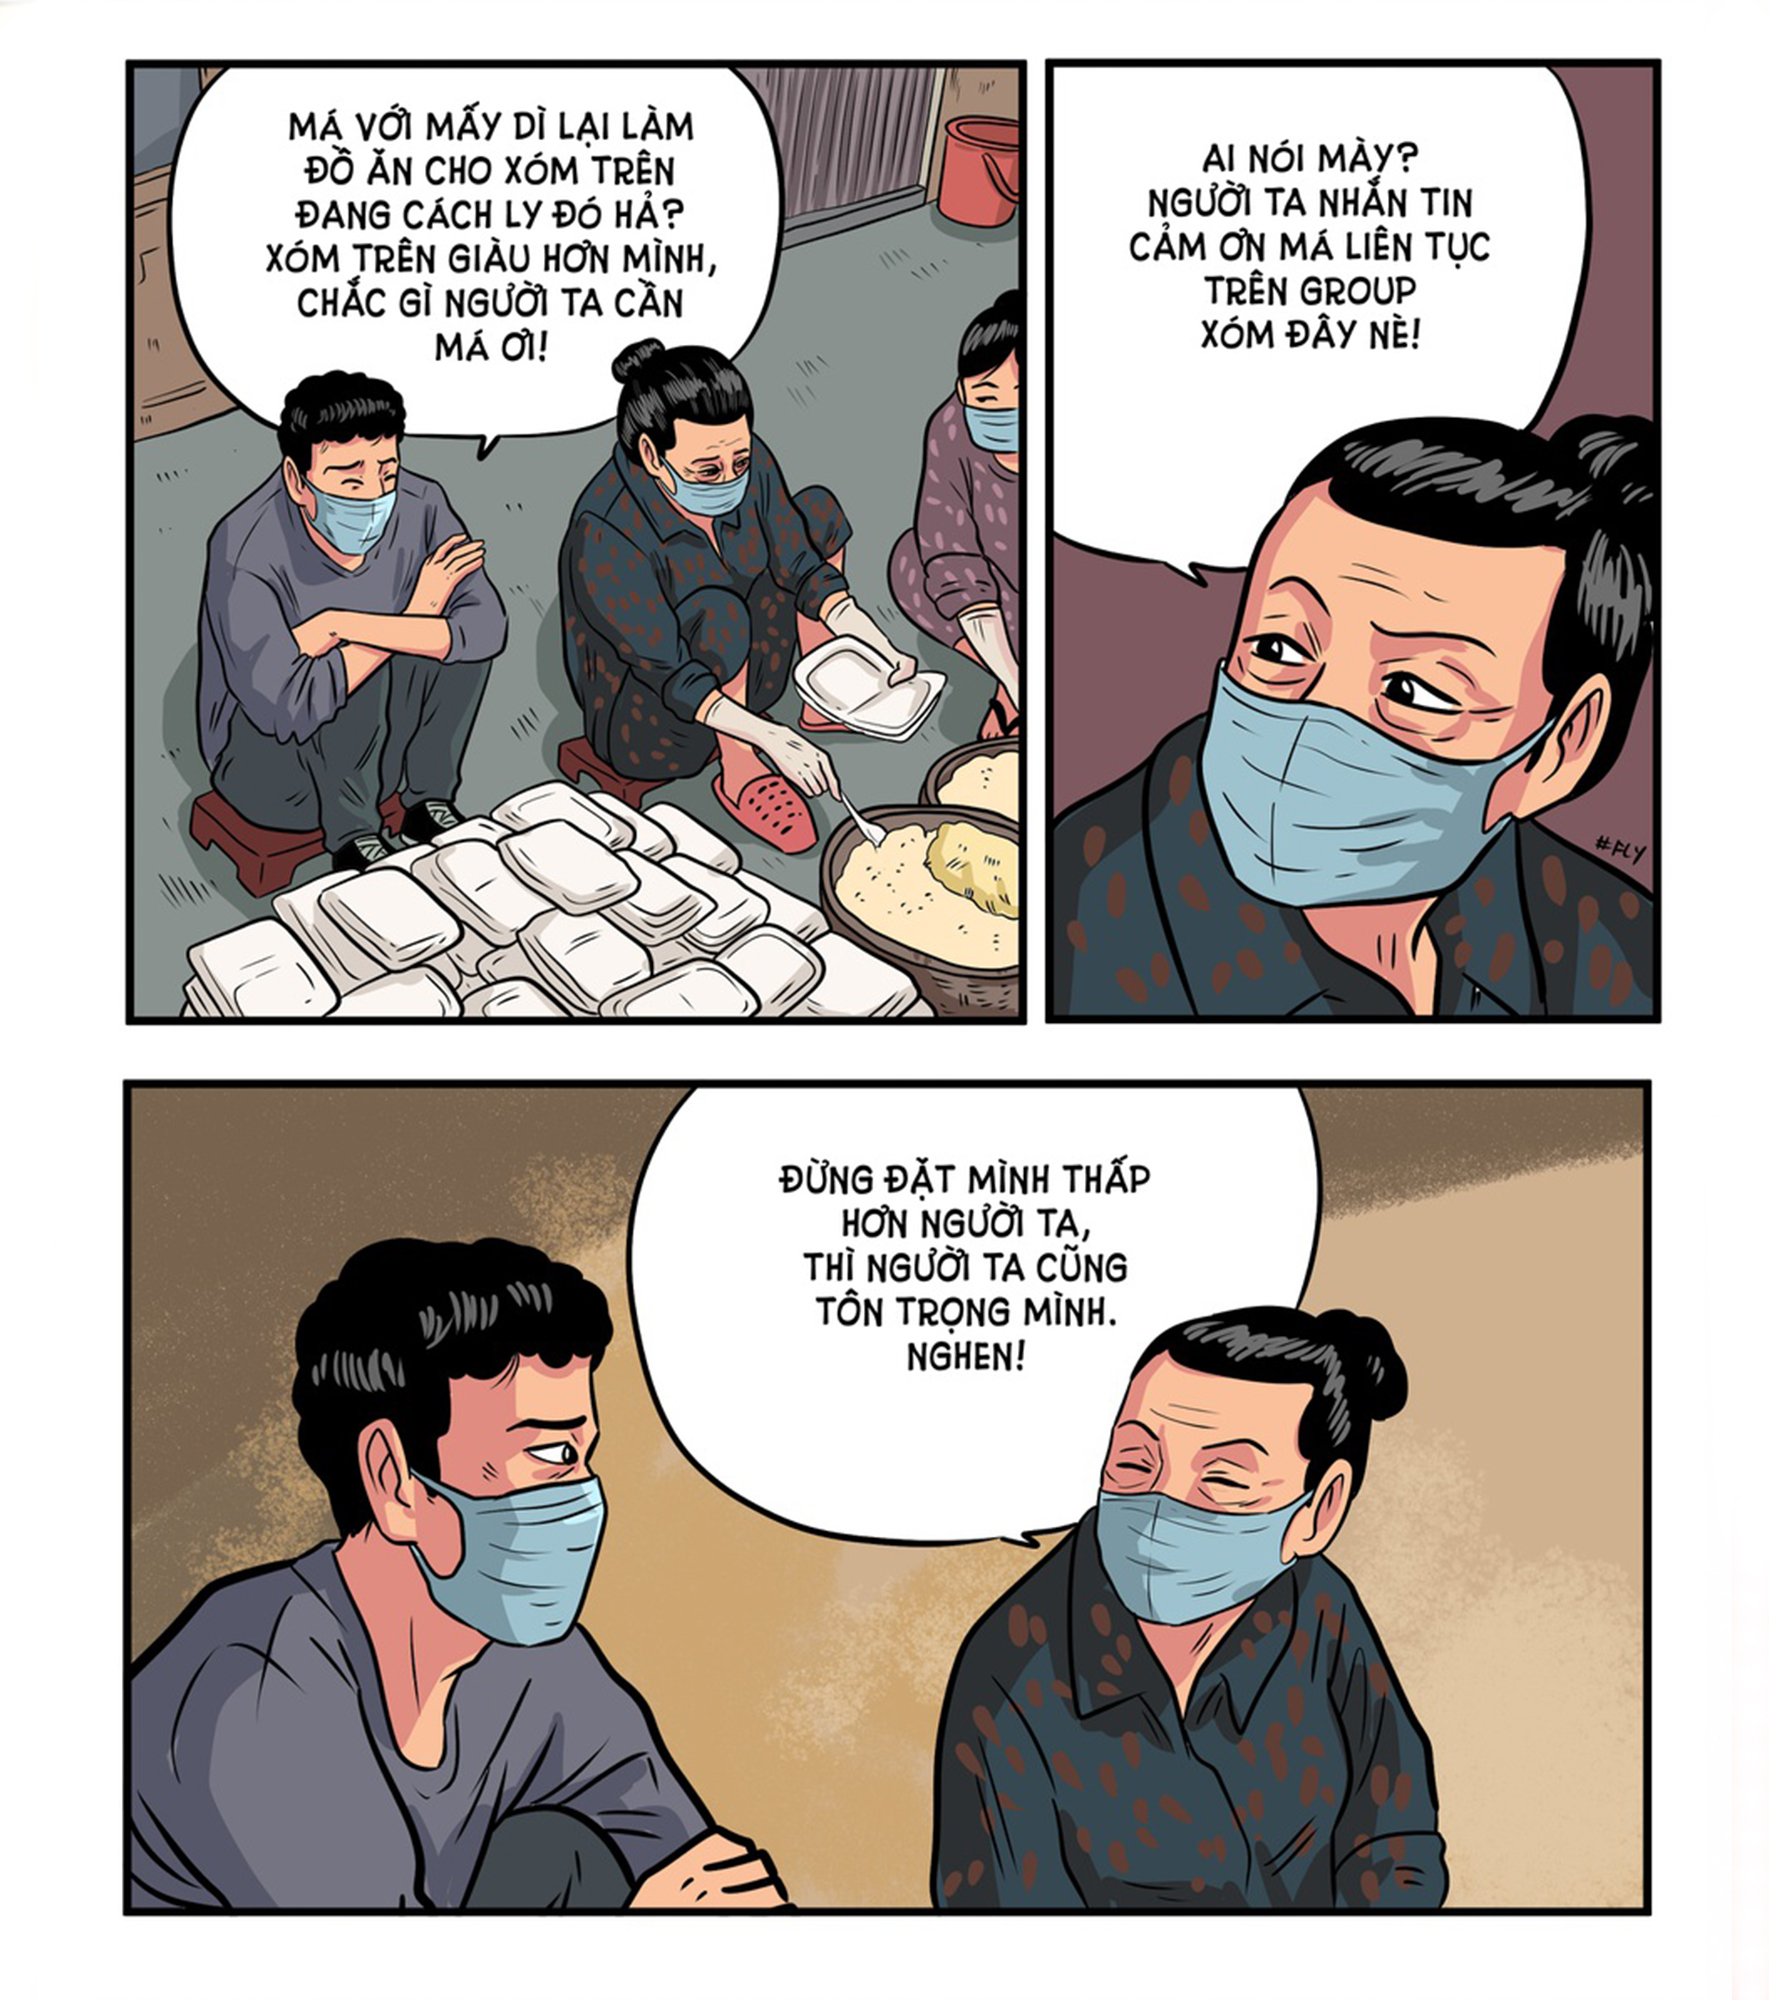 MÁ VỚI MẤY DÌ LẠI LÀM
ĐỒ ĂN CHO XÓM TRÊN
ĐANG CÁCH LY ĐÓ HẢ?
XÓM TRÊN GIÀU HƠN MÌNH,
CHẮC GÌ NGƯỜI TA CẦN
MÁ ƠI!
AI NÓI MÀY?
NGƯỜI TA NHẮN TIN
CẢM ƠN MÁ LIÊN TỤC
TRÊN GROUP
XÓM ĐÂY NÈ!
#FLY
ĐỪNG ĐẶT MÌNH THẤP
HƠN NGƯỜI TA,
THÌ NGƯỜI TA CŨNG
TÔN TRỌNG MÌNH.
NGHEN!